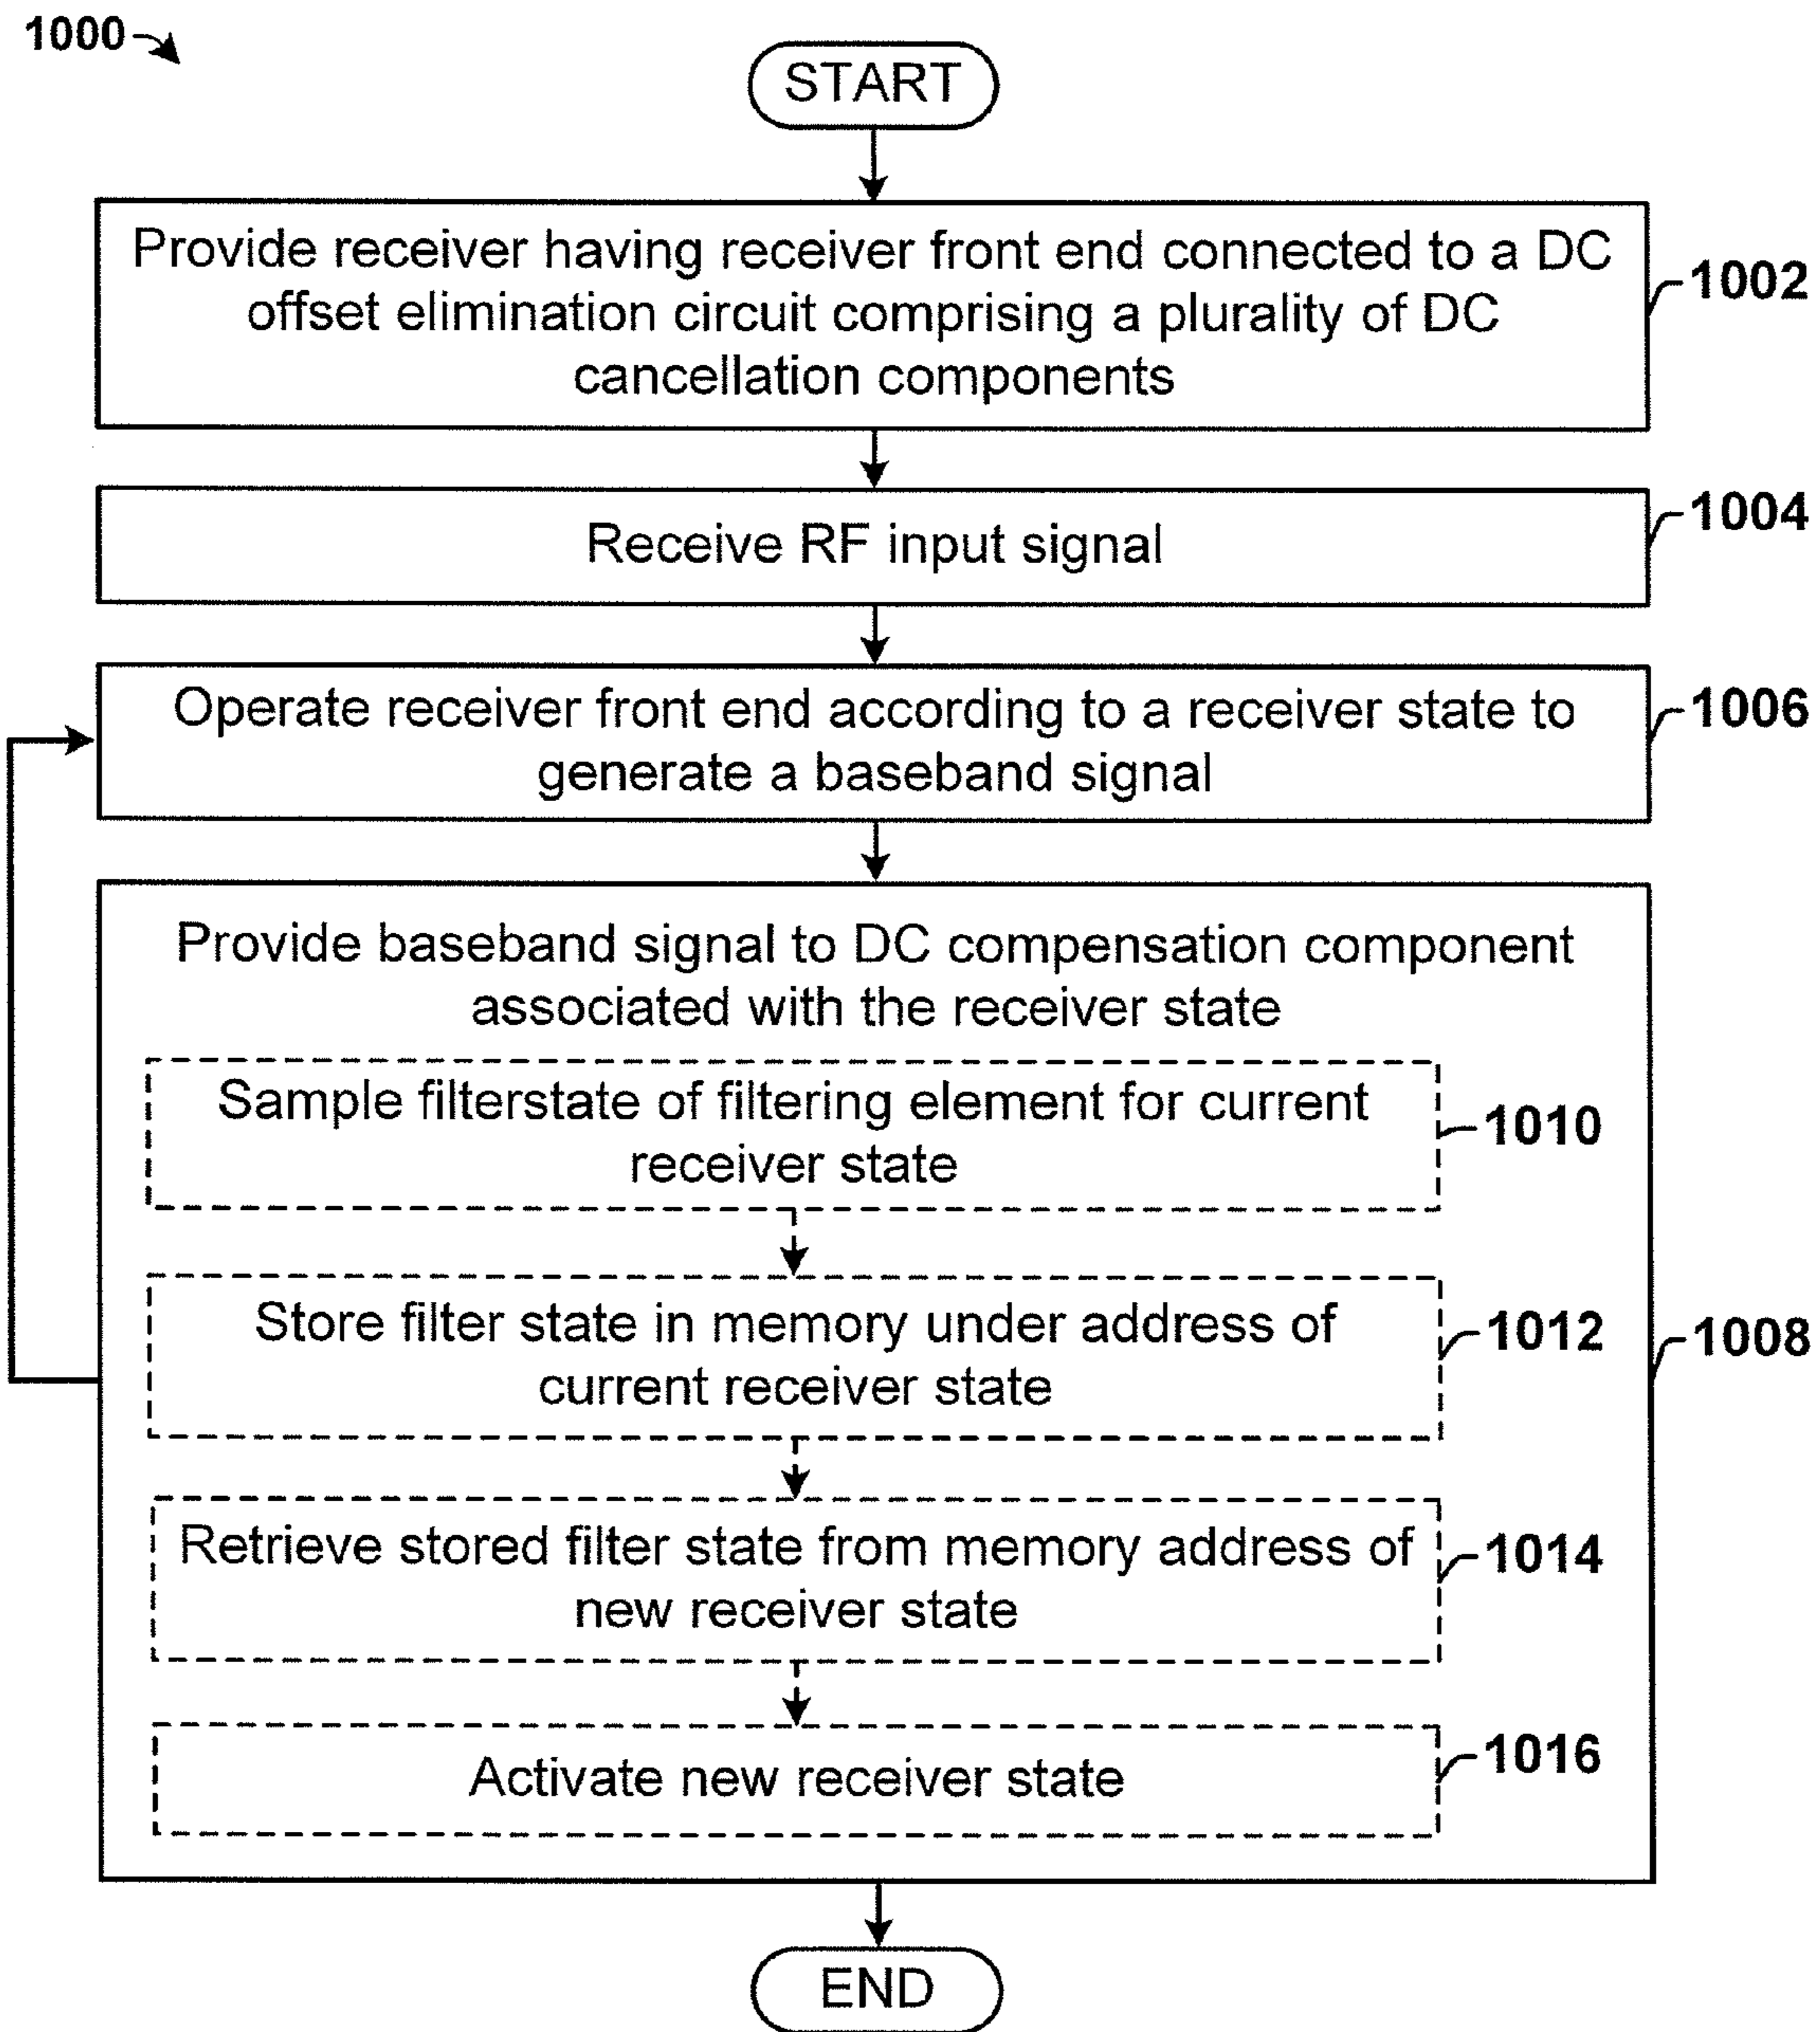 1000
START
Provide receiver having receiver front end connected to a DC
offset elimination circuit comprising a plurality of DC
cancellation components
1002
Receive RF input signal
1004
Operate receiver front end according to a receiver state to
generate a baseband signal
1006
Provide baseband signal to DC compensation component
associated with the receiver state
Sample filterstate of filtering element for current
receiver state
1010
Store filter state in memory under address of
current receiver state
1012
1008
Retrieve stored filter state from memory address of
new receiver state
1014
Activate new receiver state
1016
END